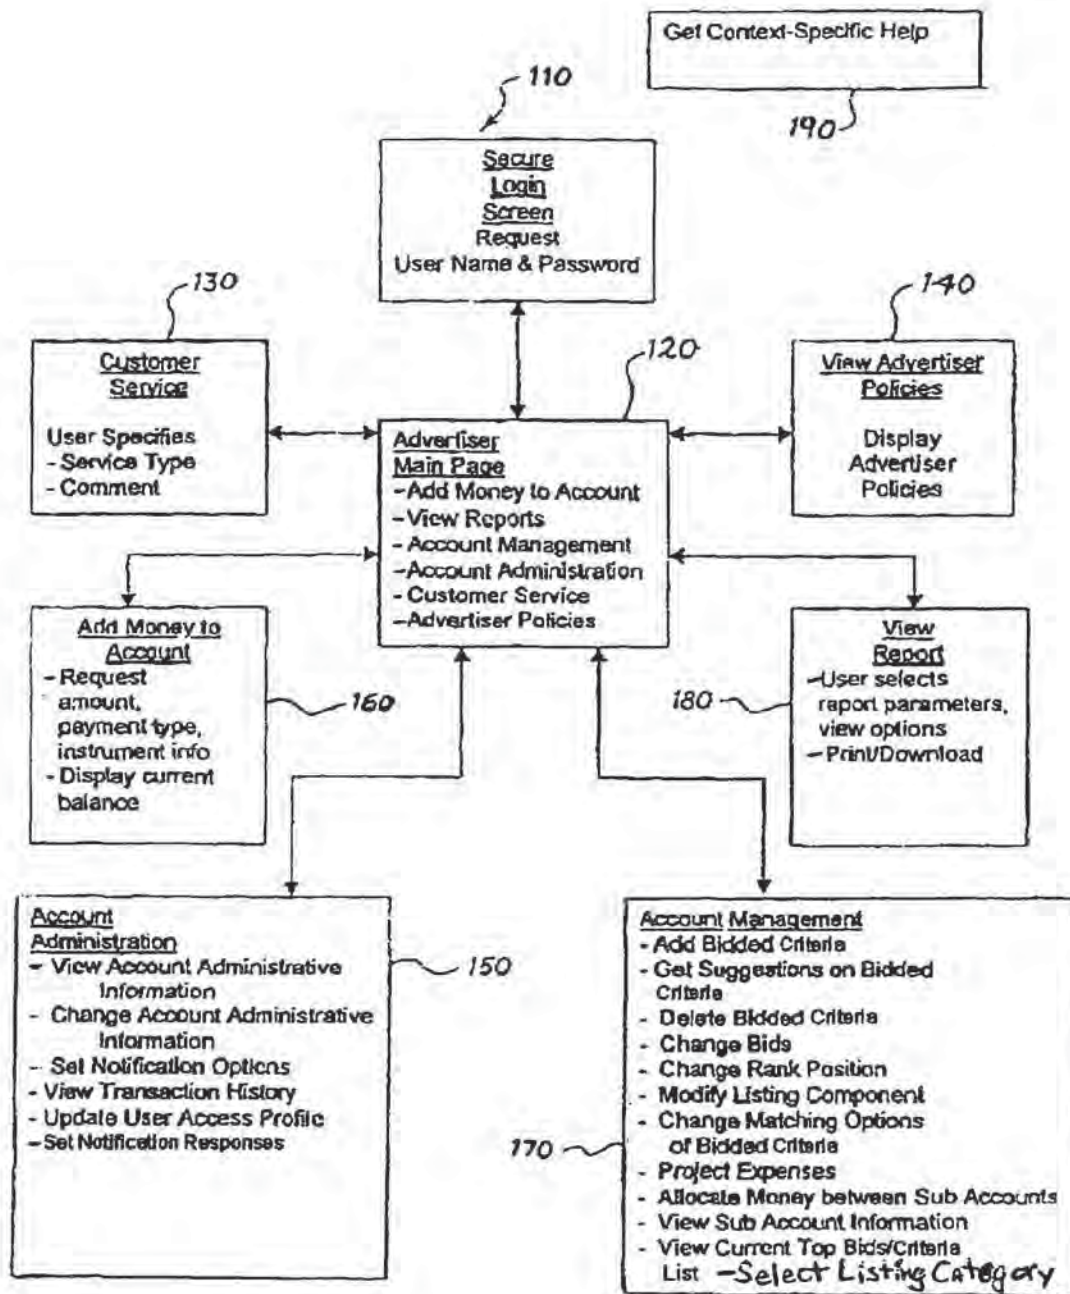 Get Context-Specific Help
190
110
Secure
Login
Screen
Request
User Name & Password
130
Customer
Service
User Specifies
- Service Type
- Comment
120
Advertiser
Main Page
- Add Money to Account
- View Reports
- Account Management
- Account Administration
- Customer Service
- Advertiser Policies
140
View Advertiser
Policies
Display
Advertiser
Policies
Add Money to
Account
- Request
amount,
payment type,
instrument info
- Display current
balance
160
180
View
Report
- User selects
report parameters,
view options
- Print/Download
Account
Administration
- View Account Administrative
Information
- Change Account Administrative
Information
- Set Notification Options
- View Transaction History
- Update User Access Profile
- Set Notification Responses
150
170
Account Management
- Add Bidded Criteria
- Get Suggestions on Bidded
Criteria
- Delete Bidded Criteria
- Change Bids
- Change Rank Position
- Modify Listing Component
- Change Matching Options
of Bidded Criteria
- Project Expenses
- Allocate Money between Sub Accounts
- View Sub Account Information
- View Current Top Bids/Criteria
List - Select Listing Category